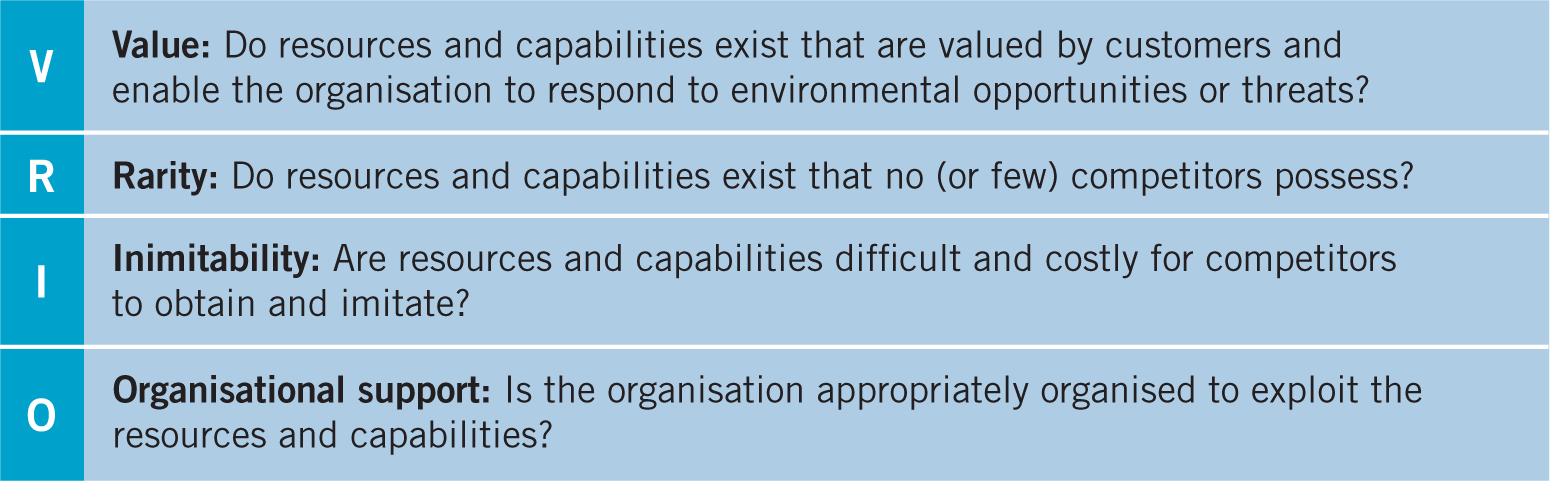 V
Value: Do resources and capabilities exist that are valued by customers and
enable the organisation to respond to environmental opportunities or threats?
R
Rarity: Do resources and capabilities exist that no (or few) competitors possess?
I
Inimitability: Are resources and capabilities difficult and costly for competitors
to obtain and imitate?
O
Organisational support: Is the organisation appropriately organised to exploit the
resources and capabilities?